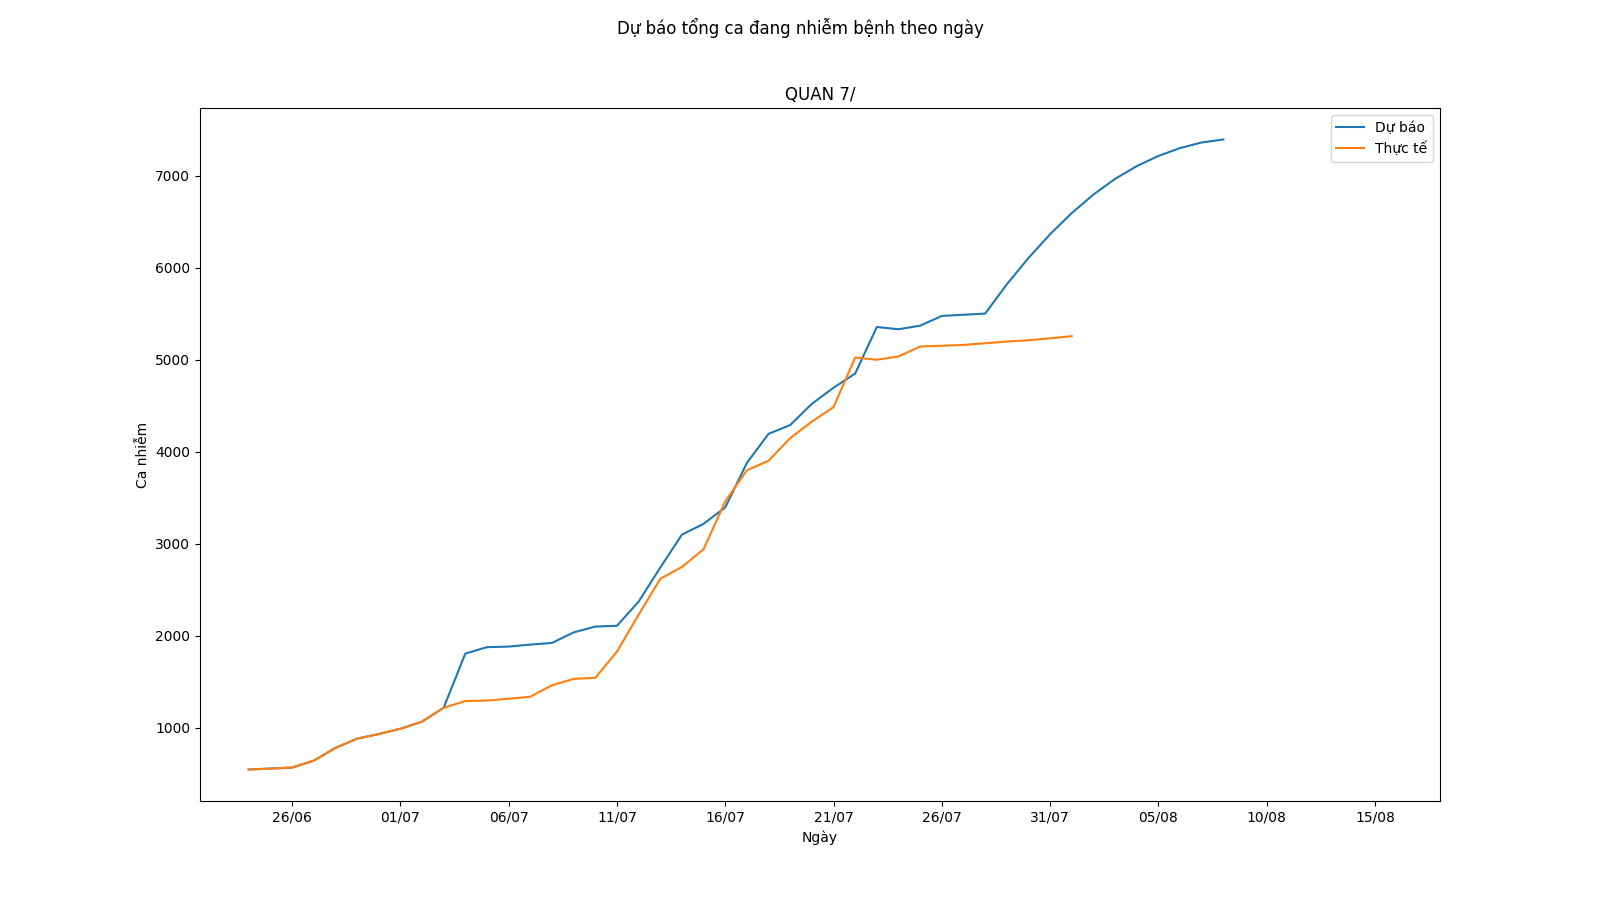 Dự báo tổng ca đang nhiễm bệnh theo ngày
QUAN 7/
Dự báo
Thực tế
7000
6000
5000
4000
3000
2000
1000
Ca nhiễm
26/06 01/07 06/07 11/07 16/07 21/07 26/07 31/07 05/08 10/08 15/08
Ngày